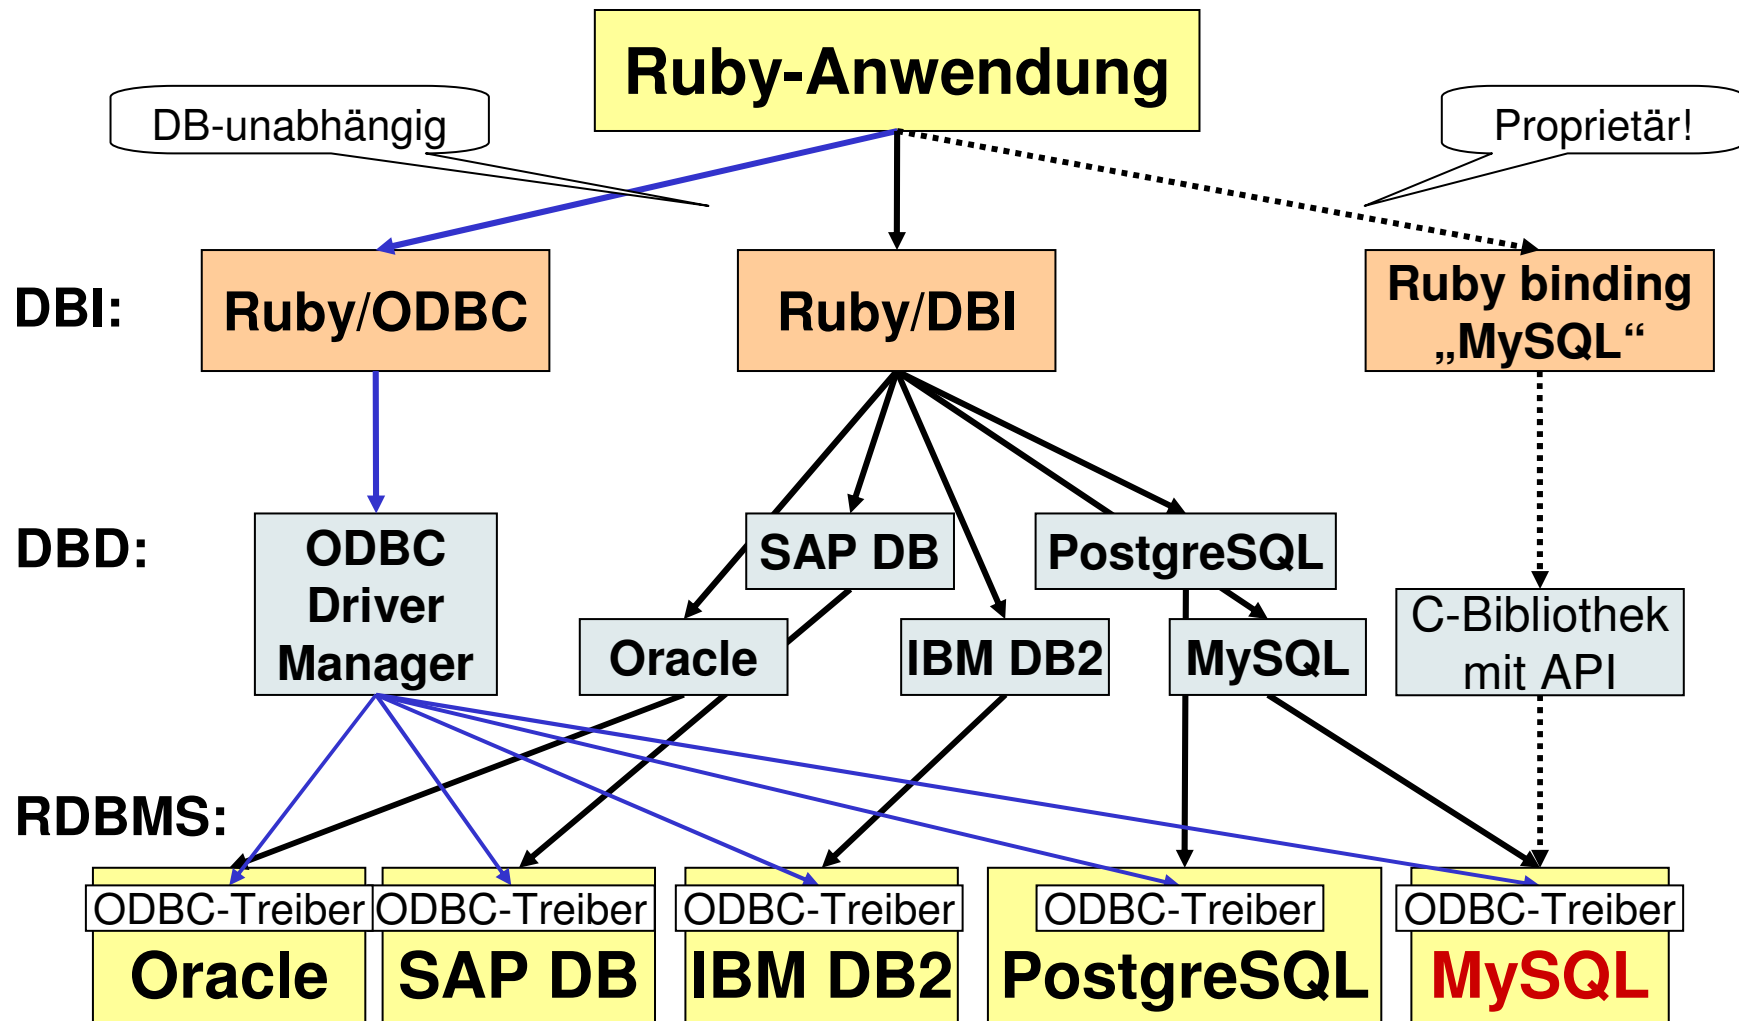 Ruby-Anwendung
DB-unabhängig
Proprietär!
DBI:
Ruby/ODBC
Ruby/DBI
Ruby binding
„MySQL“
DBD:
ODBC
Driver
Manager
SAP DB
PostgreSQL
Oracle
IBM DB2
MySQL
C-Bibliothek
mit API
RDBMS:
ODBC-Treiber
Oracle
ODBC-Treiber
SAP DB
ODBC-Treiber
IBM DB2
ODBC-Treiber
PostgreSQL
ODBC-Treiber
MySQL